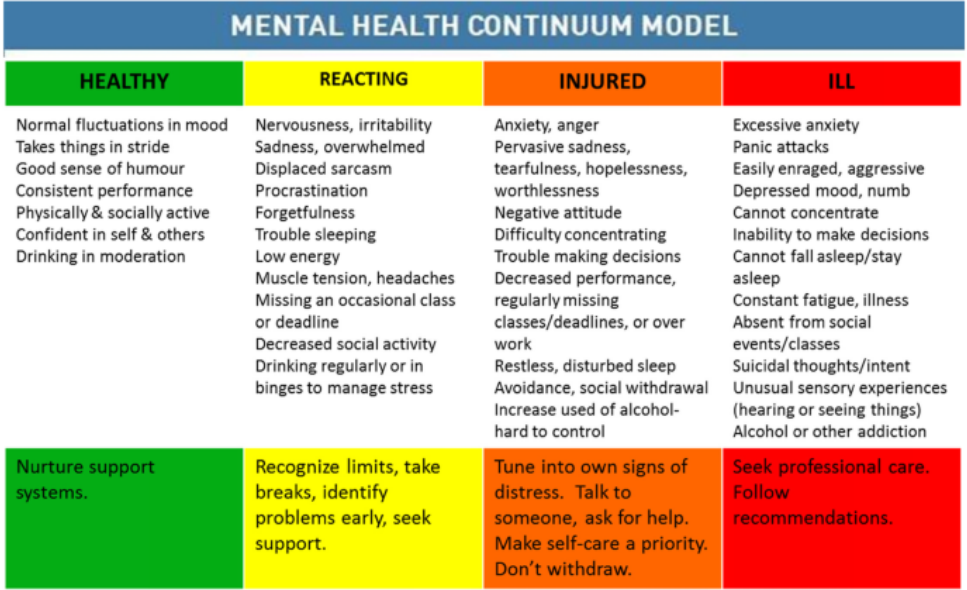 MENTAL HEALTH CONTINUUM MODEL
HEALTHY
Normal fluctuations in mood
Takes things in stride
Good sense of humour
Consistent performance
Physically & socially active
Confident in self & others
Drinking in moderation
Nurture support
systems.
REACTING
Nervousness, irritability
Sadness, overwhelmed
Displaced sarcasm
Procrastination
Forgetfulness
Trouble sleeping
Low energy
Muscle tension, headaches
Missing an occasional class
or deadline
Decreased social activity
Drinking regularly or in
binges to manage stress
Recognize limits, take
breaks, identify
problems early, seek
support.
INJURED
Anxiety, anger
Pervasive sadness,
tearfulness, hopelessness,
worthlessness
Negative attitude
Difficulty concentrating
Trouble making decisions
Decreased performance,
regularly missing
classes/deadlines, or over
work
Restless, disturbed sleep
Avoidance, social withdrawal
Increase used of alcohol-
hard to control
Tune into own signs of
distress. Talk to
someone, ask for help.
Make self-care a priority.
Don't withdraw.
ILL
Excessive anxiety
Panic attacks
Easily enraged, aggressive
Depressed mood, numb
Cannot concentrate
Inability to make decisions
Cannot fall asleep/stay
asleep
Constant fatigue, illness
Absent from social
events/classes
Suicidal thoughts/intent
Unusual sensory experiences
(hearing or seeing things)
Alcohol or other addiction
Seek professional care.
Follow
recommendations.